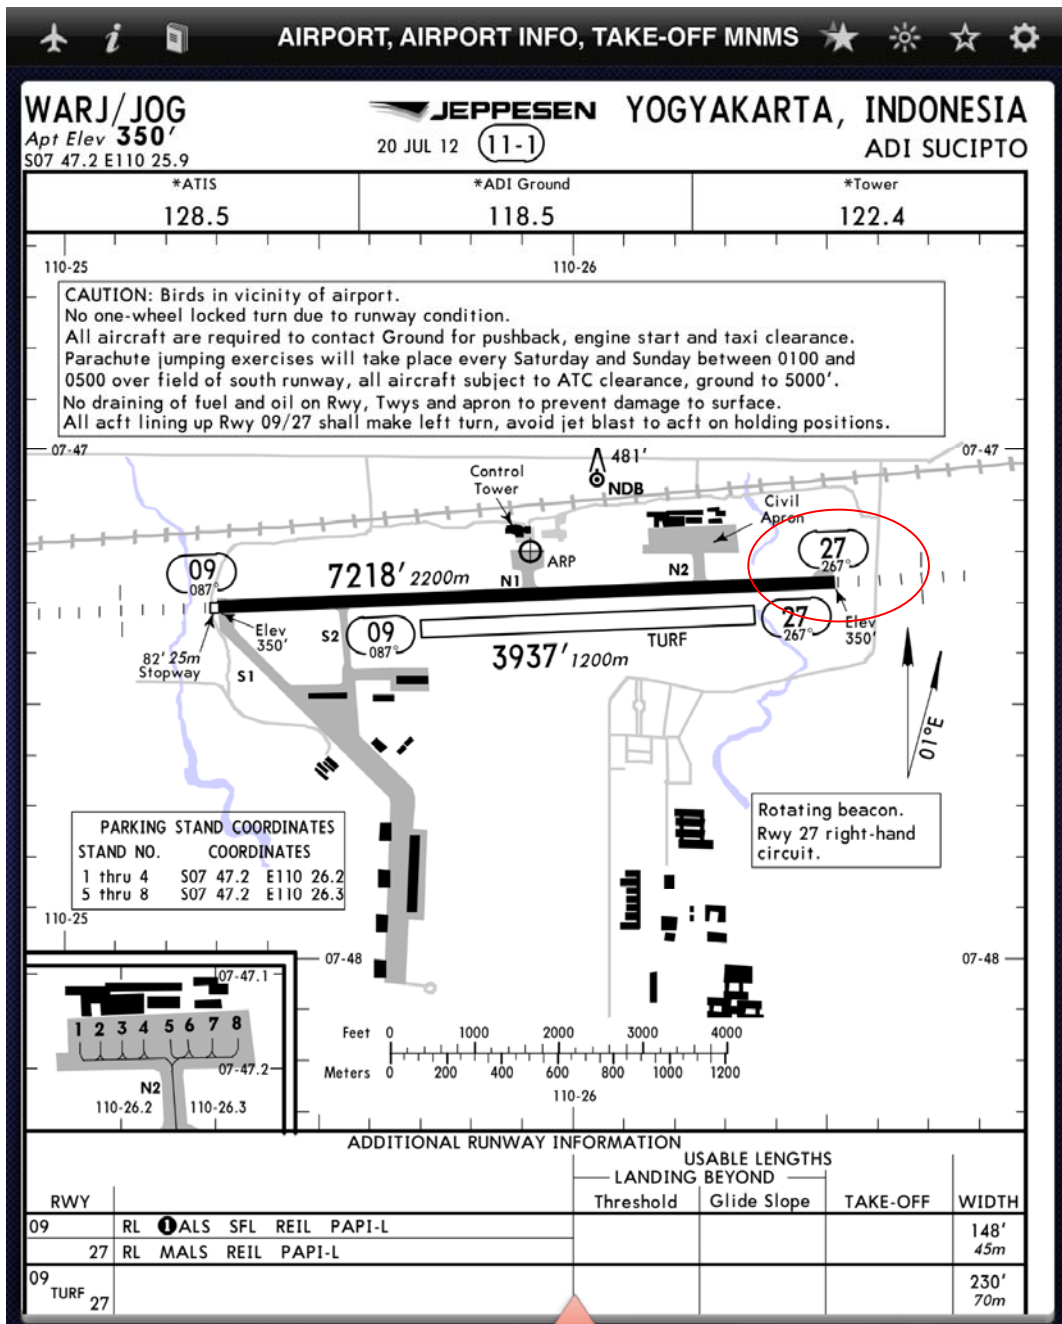 AIRPORT, AIRPORT INFO, TAKE-OFF MNMS
WARJ/JOG
Apt Elev 350'
S07 47.2 E110 25.9
JEPPESEN
20 JUL 12 11-1
YOGYAKARTA, INDONESIA
ADI SUCIPTO
*ATIS
128.5
*ADI Ground
118.5
*Tower
122.4
110-25
110-26
CAUTION: Birds in vicinity of airport.
No one-wheel locked turn due to runway condition.
All aircraft are required to contact Ground for pushback, engine start and taxi clearance.
Parachute jumping exercises will take place every Saturday and Sunday between 0100 and
0500 over field of south runway, all aircraft subject to ATC clearance, ground to 5000'.
No draining of fuel and oil on Rwy, Twys and apron to prevent damage to surface.
All acft lining up Rwy 09/27 shall make left turn, avoid jet blast to acft on holding positions.
07-47
07-47
481'
NDB
Control
Tower
Civil
Apron
ARP
09
087°
7218' 2200m
N1
N2
27
267°
Elev
350'
S2
09
087°
TURF
27
267°
Elev
350'
82' 25m
Stopway
S1
3937' 1200m
01°E
Rotating beacon.
Rwy 27 right-hand
circuit.
PARKING STAND COORDINATES
STAND NO. COORDINATES
1 thru 4 S07 47.2 E110 26.2
5 thru 8 S07 47.2 E110 26.3
110-25
07-48
07-48
07-47.1
1 2 3 4 5 6 7 8
07-47.2
N2
110-26.2 110-26.3
Feet 0 1000 2000 3000 4000
Meters 0 200 400 600 800 1000 1200
110-26
ADDITIONAL RUNWAY INFORMATION
USABLE LENGTHS
LANDING BEYOND
RWY Threshold Glide Slope TAKE-OFF WIDTH
09 RL 1 ALS SFL REIL PAPI-L
27 RL MALS REIL PAPI-L
148'
45m
09
TURF
27
230'
70m